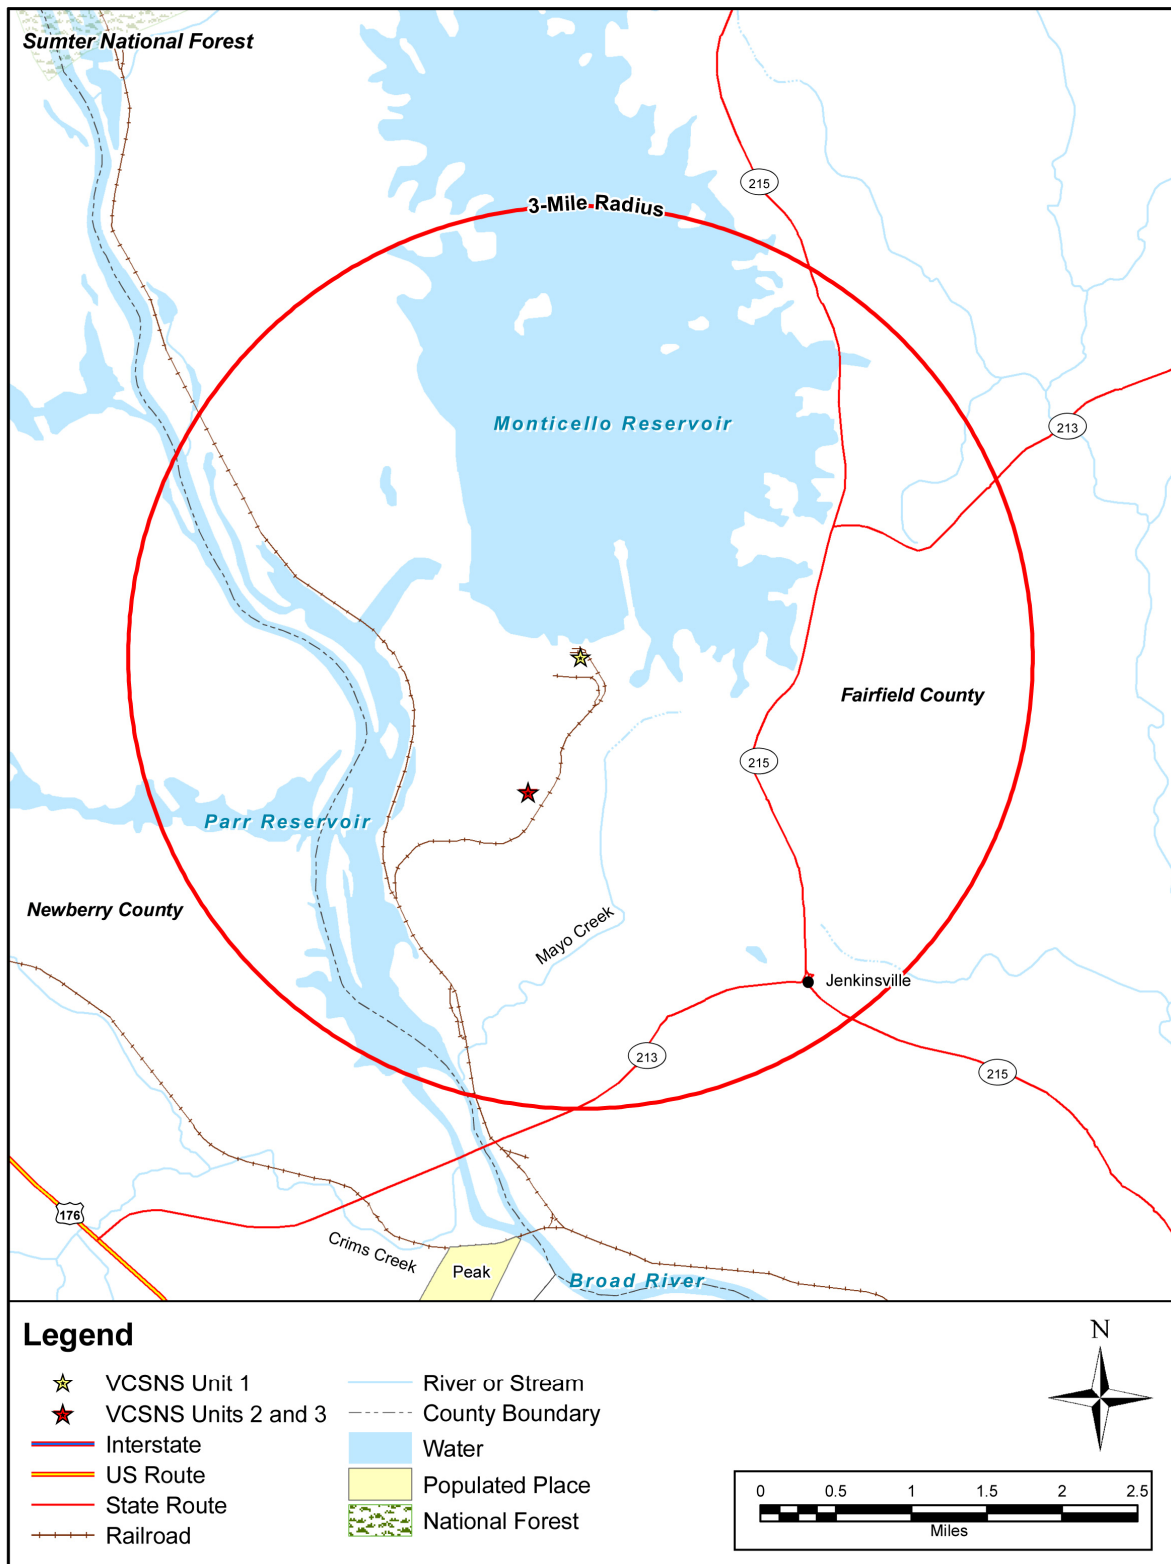 Sumter National Forest
215
3-Mile Radius
Monticello Reservoir
213
Fairfield County
215
Parr Reservoir
Newberry County
Mayo Creek
Jenkinsville
213
215
176
Crims Creek
Peak
Broad River
Legend
VCSNS Unit 1
VCSNS Units 2 and 3
Interstate
US Route
State Route
Railroad
River or Stream
County Boundary
Water
Populated Place
National Forest
N
0 0.5 1 1.5 2 2.5
Miles